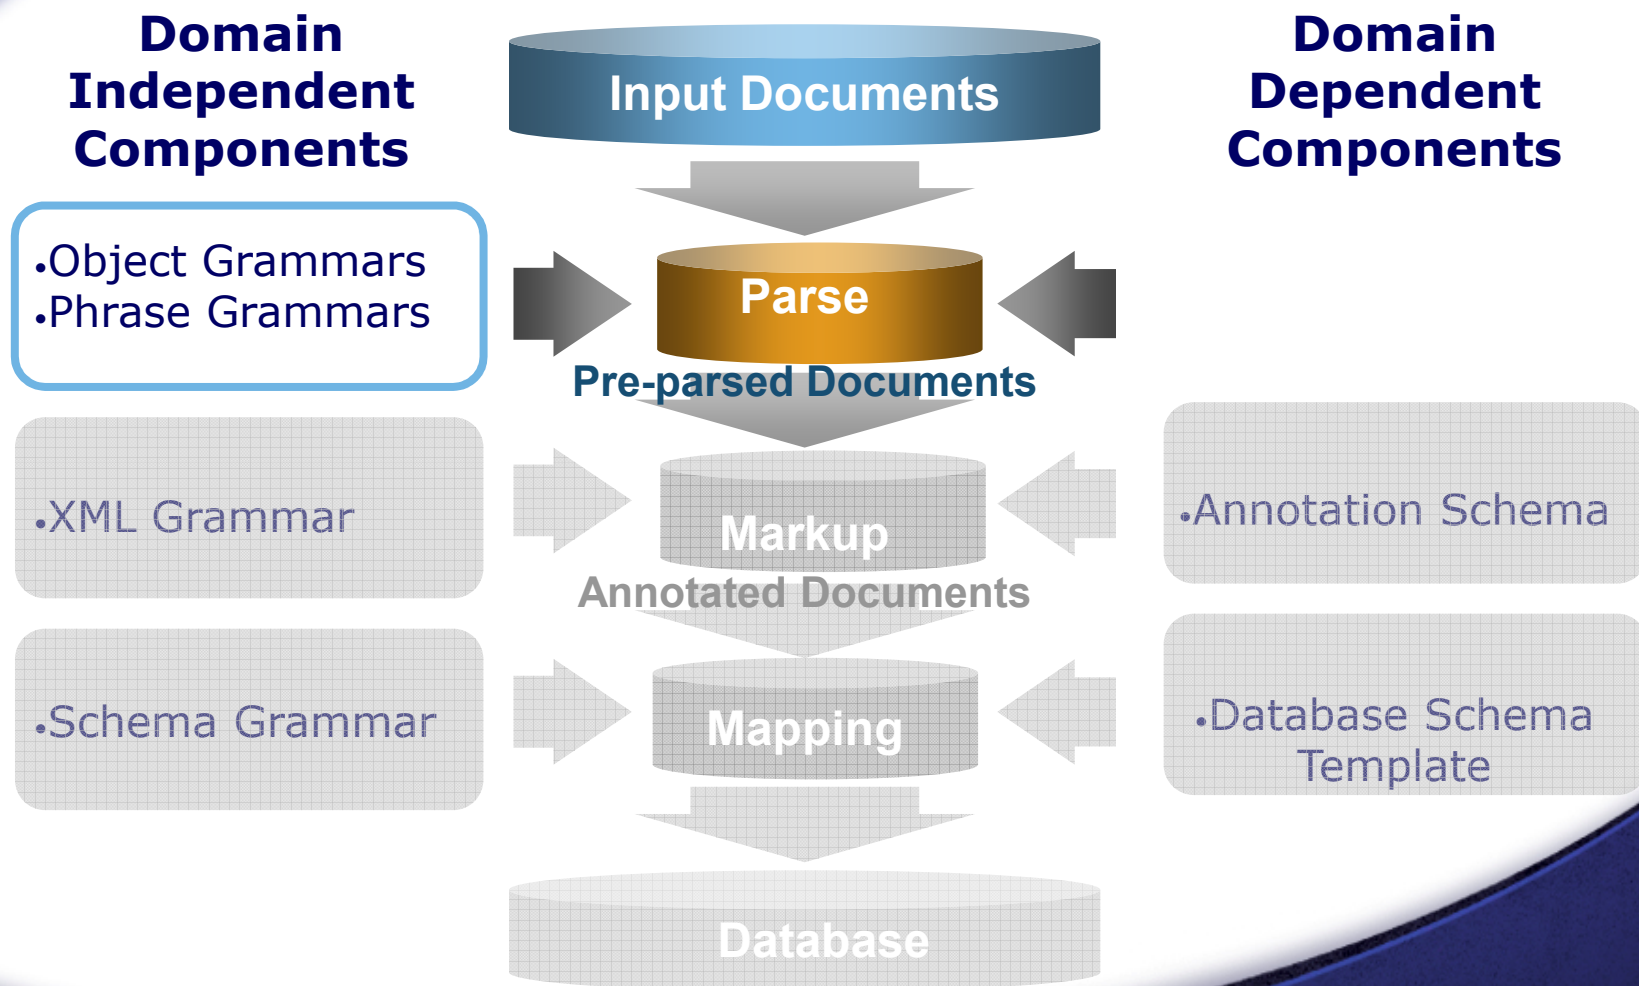 Domain
Independent
Components
Input Documents
Domain
Dependent
Components
•Object Grammars
•Phrase Grammars
Parse
Pre-parsed Documents
•XML Grammar
Markup
•Annotation Schema
Annotated Documents
•Schema Grammar
Mapping
•Database Schema
Template
Database